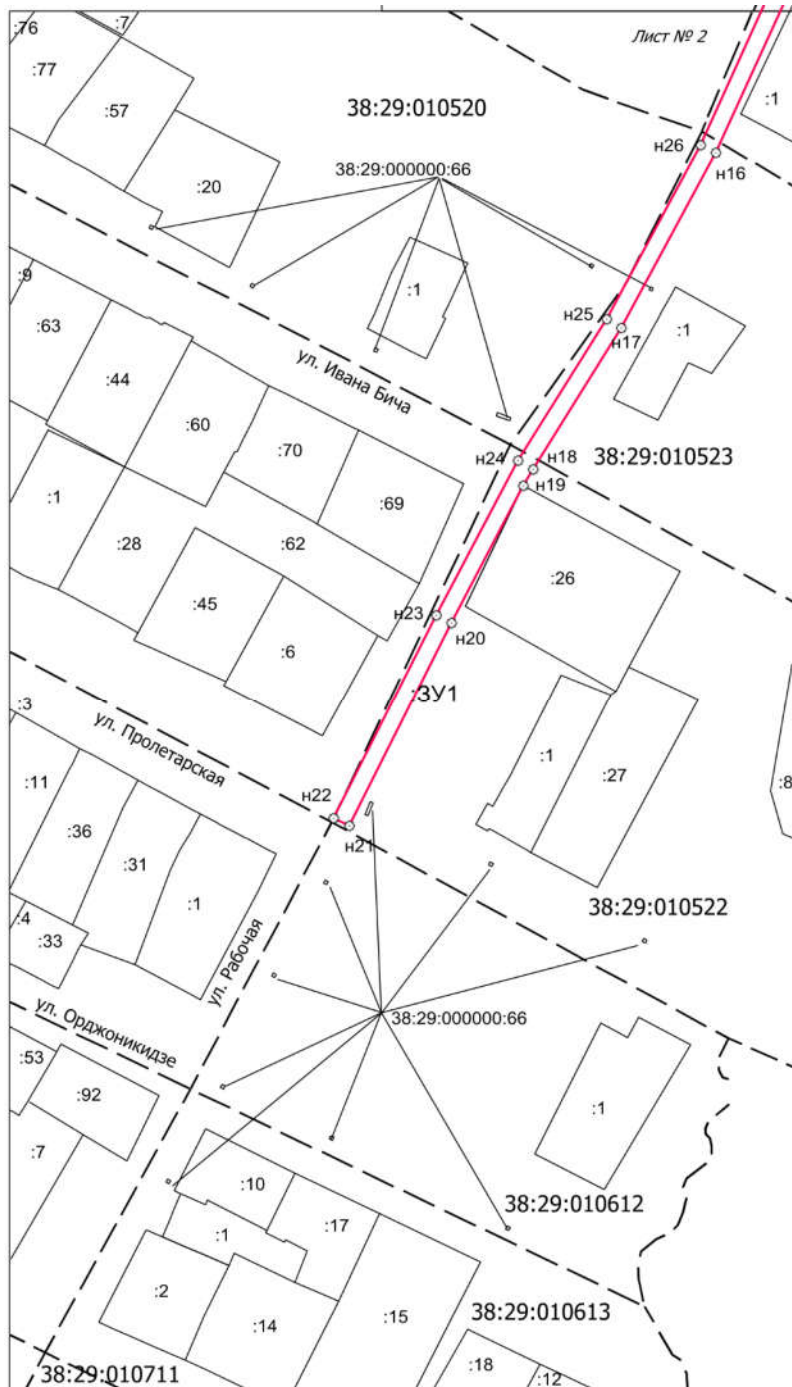 :76
:7
Лист № 2
:77
:57
38:29:010520
:1
н26
н16
38:29:000000:66
:20
:9
:1
:63
н25
н17
:1
:44
ул. Ивана Бича
:60
:70
н24
н18
38:29:010523
:1
:69
н19
:28
:62
:26
:45
н23
н20
:6
:ЗУ1
:3
ул. Пролетарская
:1
:27
:11
:8
н22
:36
н21
:31
:1
38:29:010522
:4
:33
ул. Рабочая
ул. Орджоникидзе
38:29:000000:66
:53
:92
:1
:7
:10
38:29:010612
:1
:17
:2
38:29:010613
:14
:15
38:29:010711
:18
:12